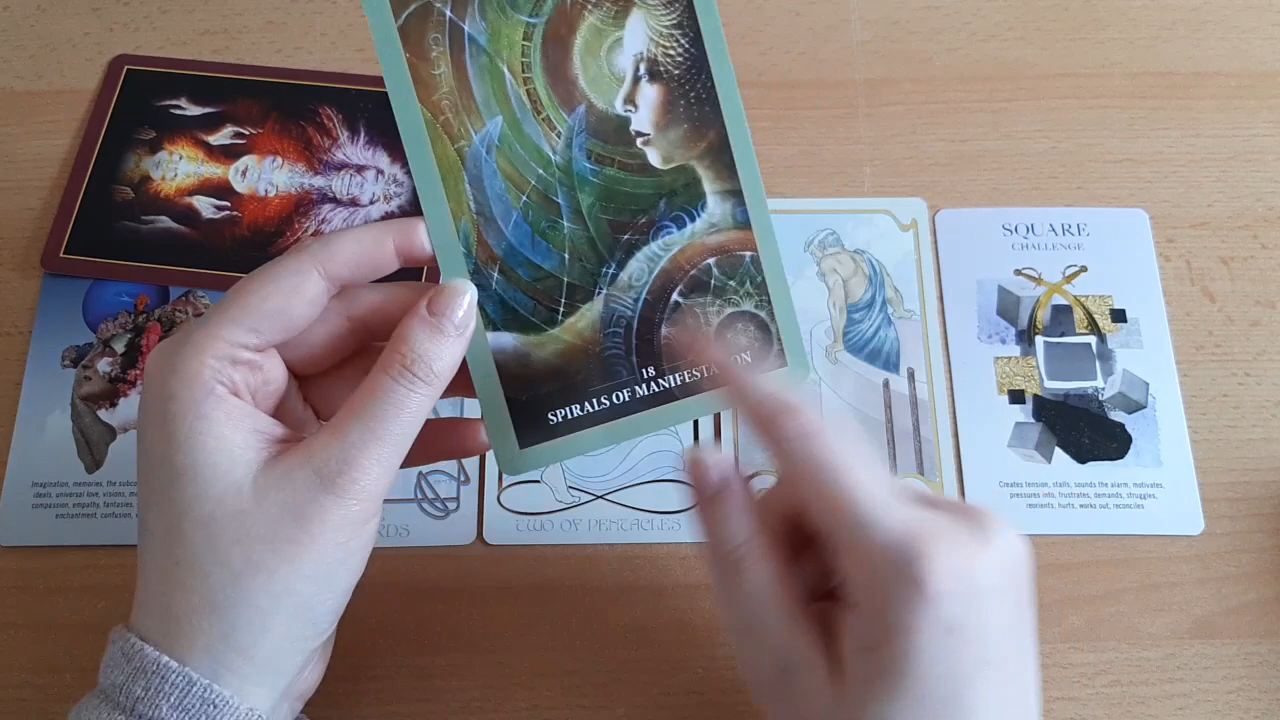 18
SPIRALS OF MANIFESTATION
SQUARE
CHALLENGE
Creates tension, stalls, sounds the alarm, motivates,
pressures into, frustrates, demands, struggles,
reorients, hurts, works out, reconciles
Imagination, memories, the
ideals, universal love, visions,
compassion, empathy, fantasies,
enchantment, confusion,
TWO OF PENTACLES